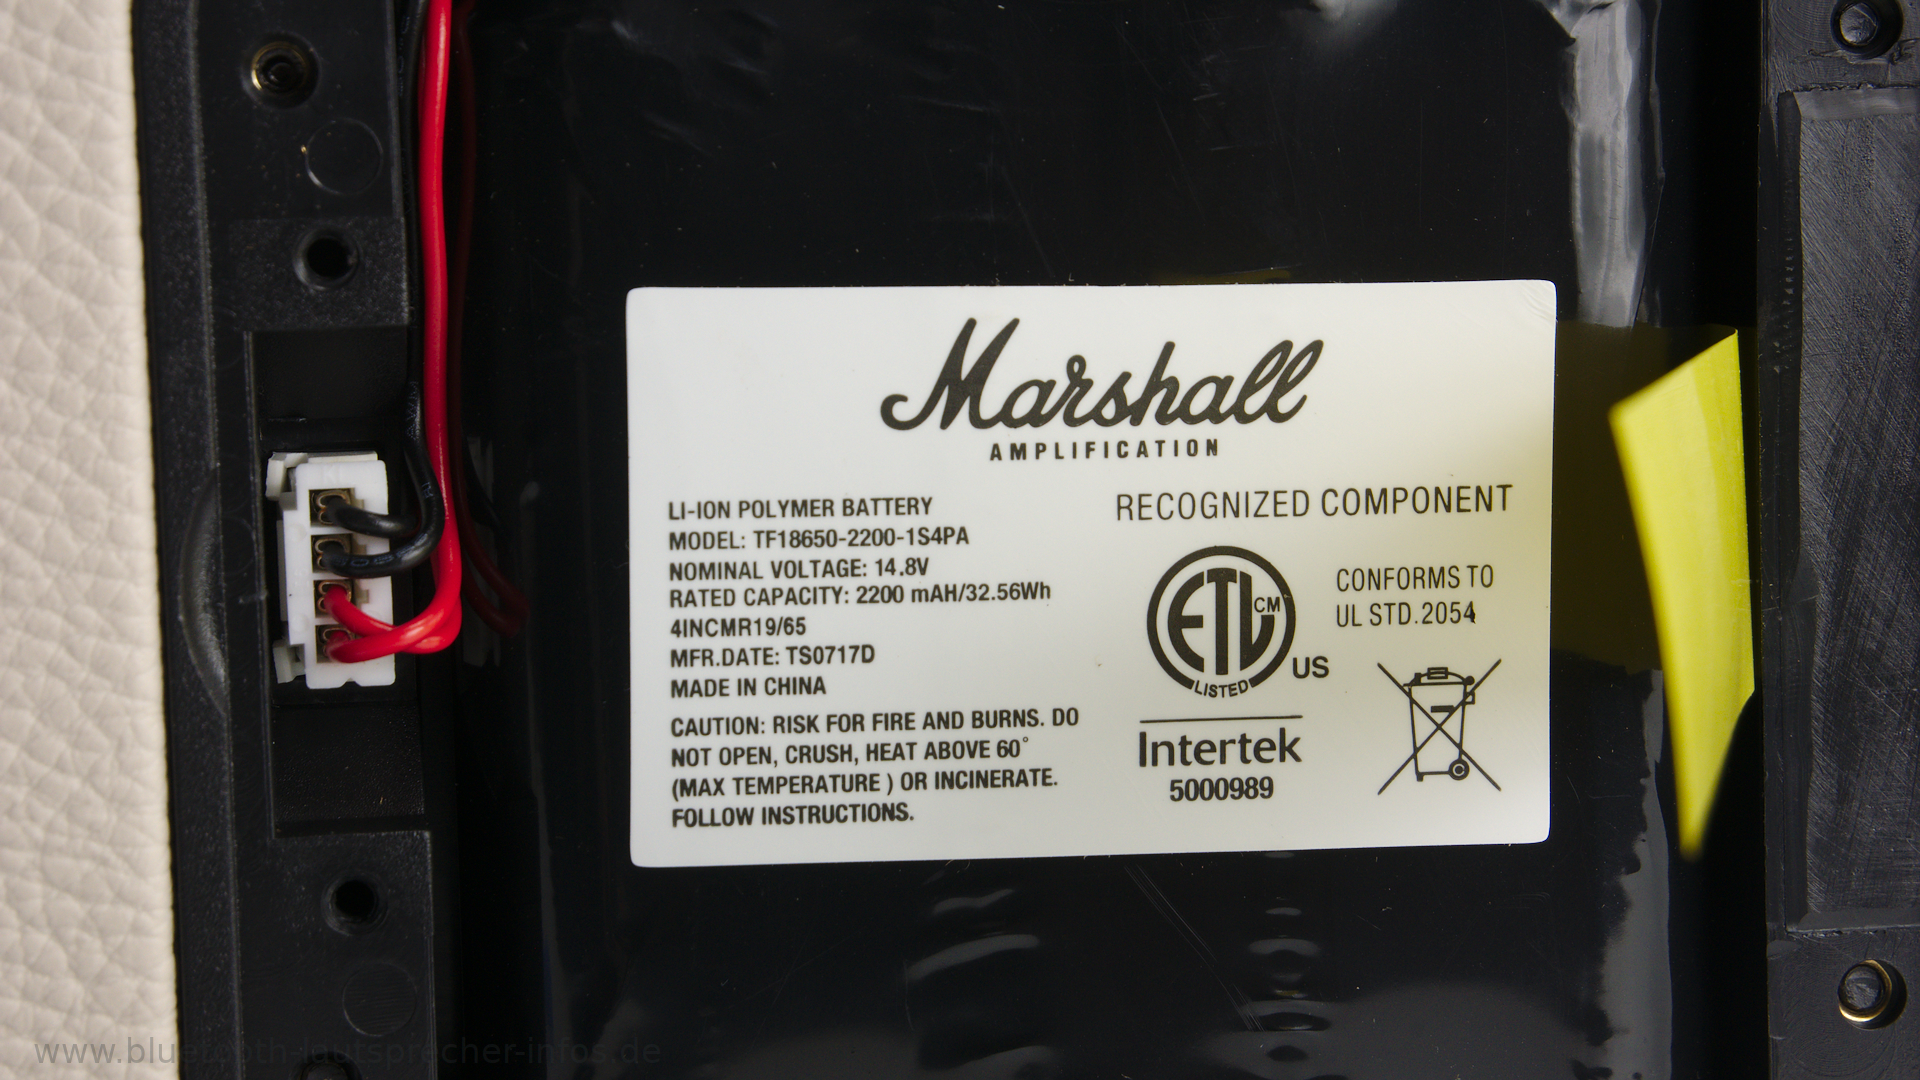 Marshall
AMPLIFICATION
LI-ION POLYMER BATTERY
MODEL: TF18650-2200-1S4PA
NOMINAL VOLTAGE: 14.8V
RATED CAPACITY: 2200 mAH/32.56Wh
4INCMR19/65
MFR.DATE: TS0717D
MADE IN CHINA
CAUTION: RISK FOR FIRE AND BURNS. DO
NOT OPEN, CRUSH, HEAT ABOVE 60°
(MAX TEMPERATURE ) OR INCINERATE.
FOLLOW INSTRUCTIONS.
RECOGNIZED COMPONENT
ETL CM
LISTED
US
CONFORMS TO
UL STD.2054
Intertek
5000989
www.bluetooth-lautsprecher-infos.de